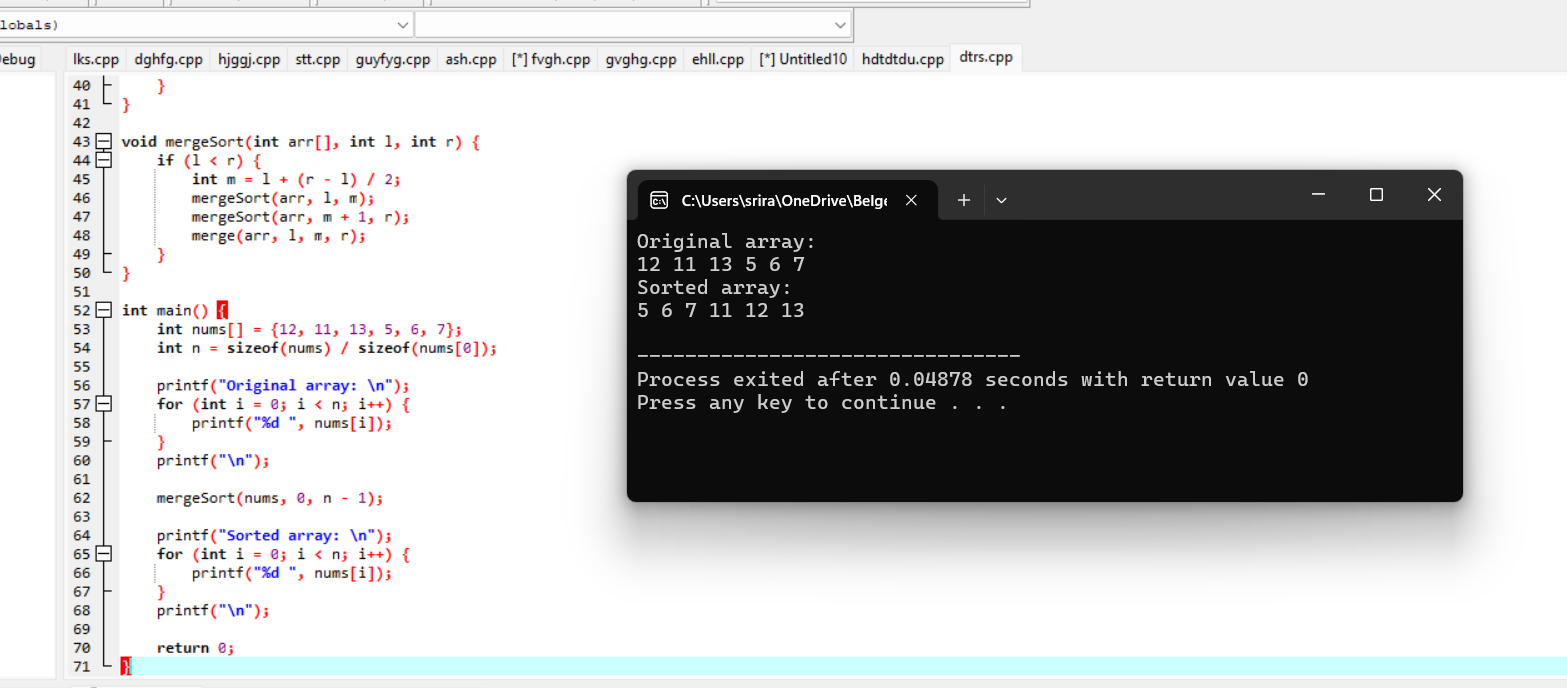 lobals)
ebug lks.cpp dghfg.cpp hjggj.cpp stt.cpp guyfyg.cpp ash.cpp [*] fvgh.cpp gvghg.cpp ehll.cpp [*] Untitled10 hdtdtdu.cpp dtrs.cpp
40 }
41 }
42
43 void mergeSort(int arr[], int l, int r) {
44 if (l < r) {
45 int m = l + (r - l) / 2;
46 mergeSort(arr, l, m);
47 mergeSort(arr, m + 1, r);
48 merge(arr, l, m, r);
49 }
50 }
51
52 int main() {
53 int nums[] = {12, 11, 13, 5, 6, 7};
54 int n = sizeof(nums) / sizeof(nums[0]);
55
56 printf("Original array: \n");
57 for (int i = 0; i < n; i++) {
58 printf("%d ", nums[i]);
59 }
60 printf("\n");
61
62 mergeSort(nums, 0, n - 1);
63
64 printf("Sorted array: \n");
65 for (int i = 0; i < n; i++) {
66 printf("%d ", nums[i]);
67 }
68 printf("\n");
69
70 return 0;
71 }
C:\Users\srira\OneDrive\Belge
Original array:
12 11 13 5 6 7
Sorted array:
5 6 7 11 12 13
--------------------------------
Process exited after 0.04878 seconds with return value 0
Press any key to continue . . .